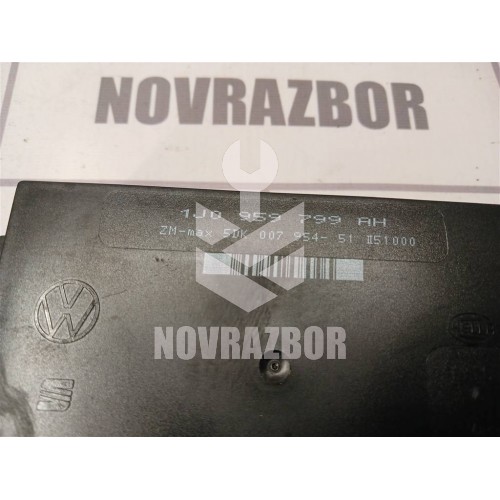 NOVRAZBOR
1J0 959 799 AH
ZM-max 5DK 007 954- 51
NOVRAZBOR